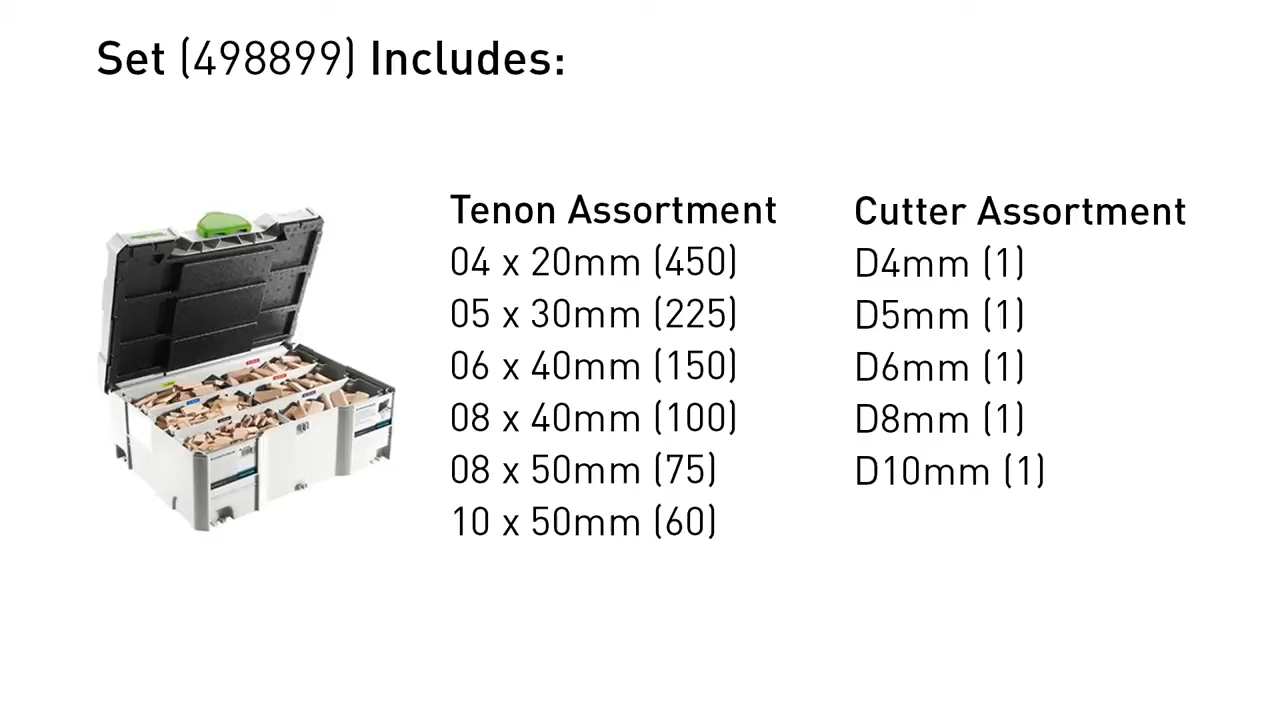 Set (498899) Includes:
Tenon Assortment
04 x 20mm (450)
05 x 30mm (225)
06 x 40mm (150)
08 x 40mm (100)
08 x 50mm (75)
10 x 50mm (60)
Cutter Assortment
D4mm (1)
D5mm (1)
D6mm (1)
D8mm (1)
D10mm (1)